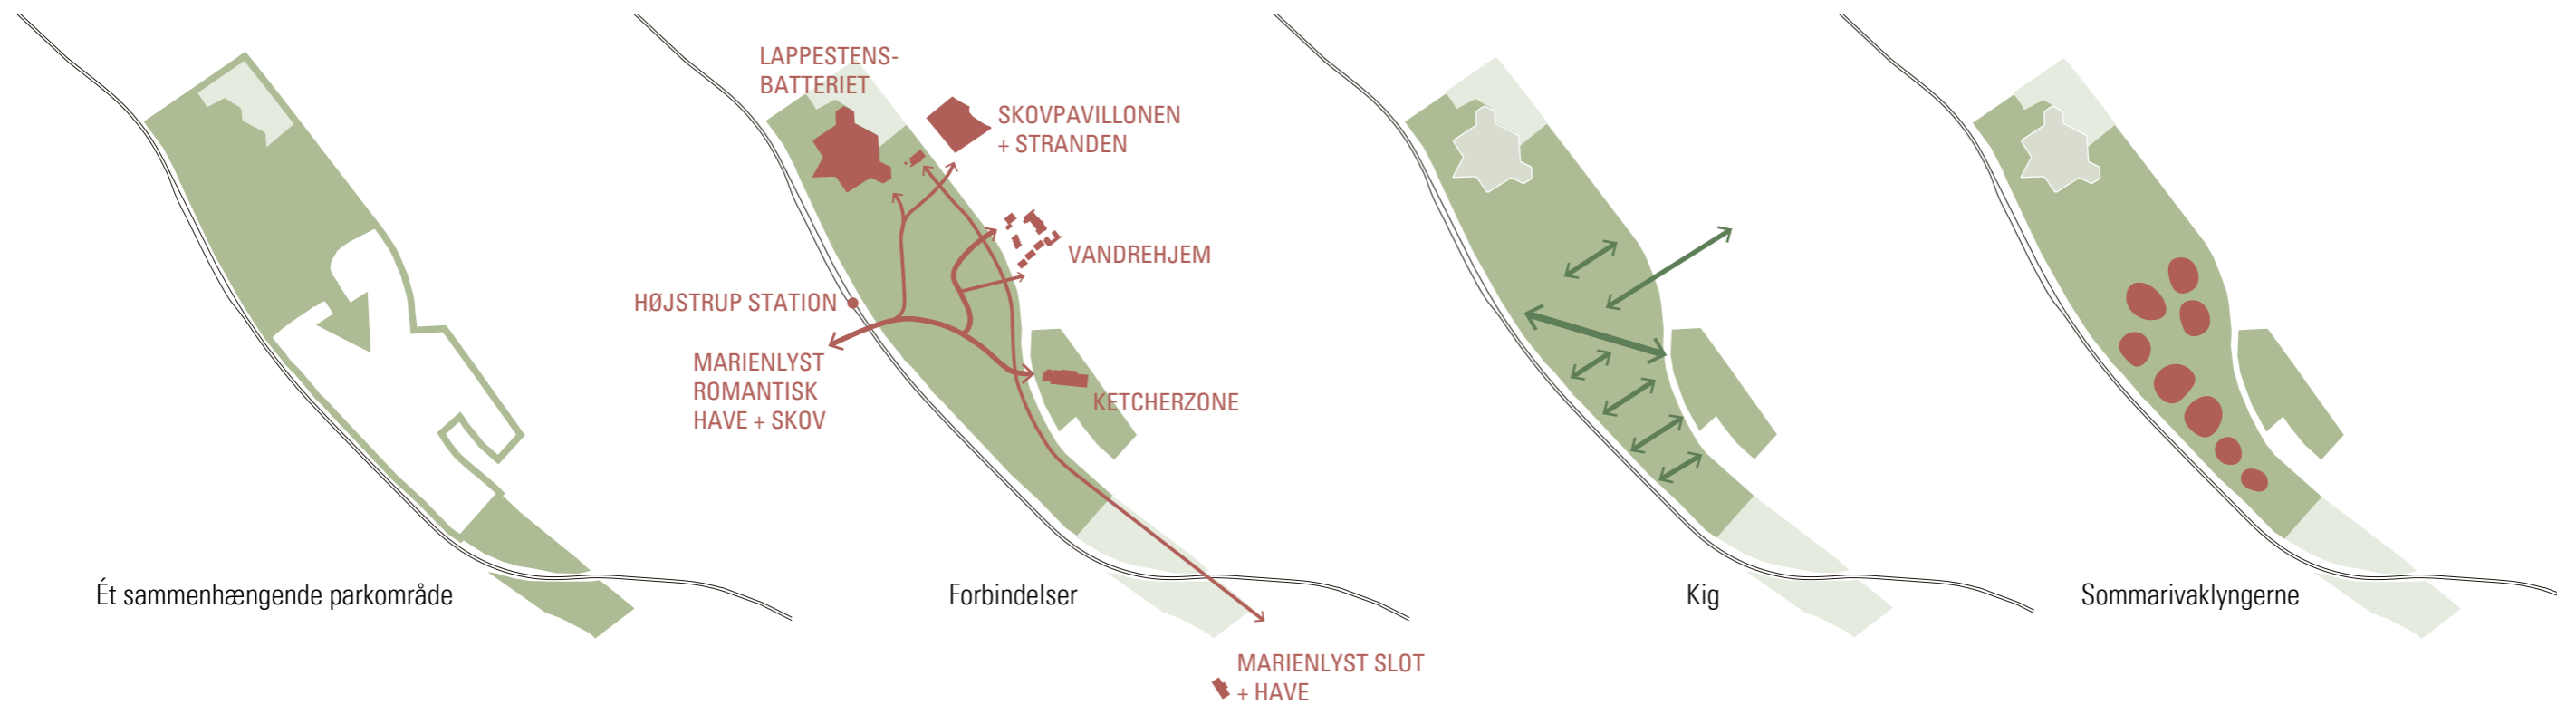 LAPPESTENS-
BATTERIET
SKOVPAVILLONEN
+ STRANDEN
VANDREHJEM
HØJSTRUP STATION
MARIENLYST
ROMANTISK
HAVE + SKOV
KETCHERZONE
Ét sammenhængende parkområde
Forbindelser
Kig
Sommarivaklyngerne
MARIENLYST SLOT
+ HAVE